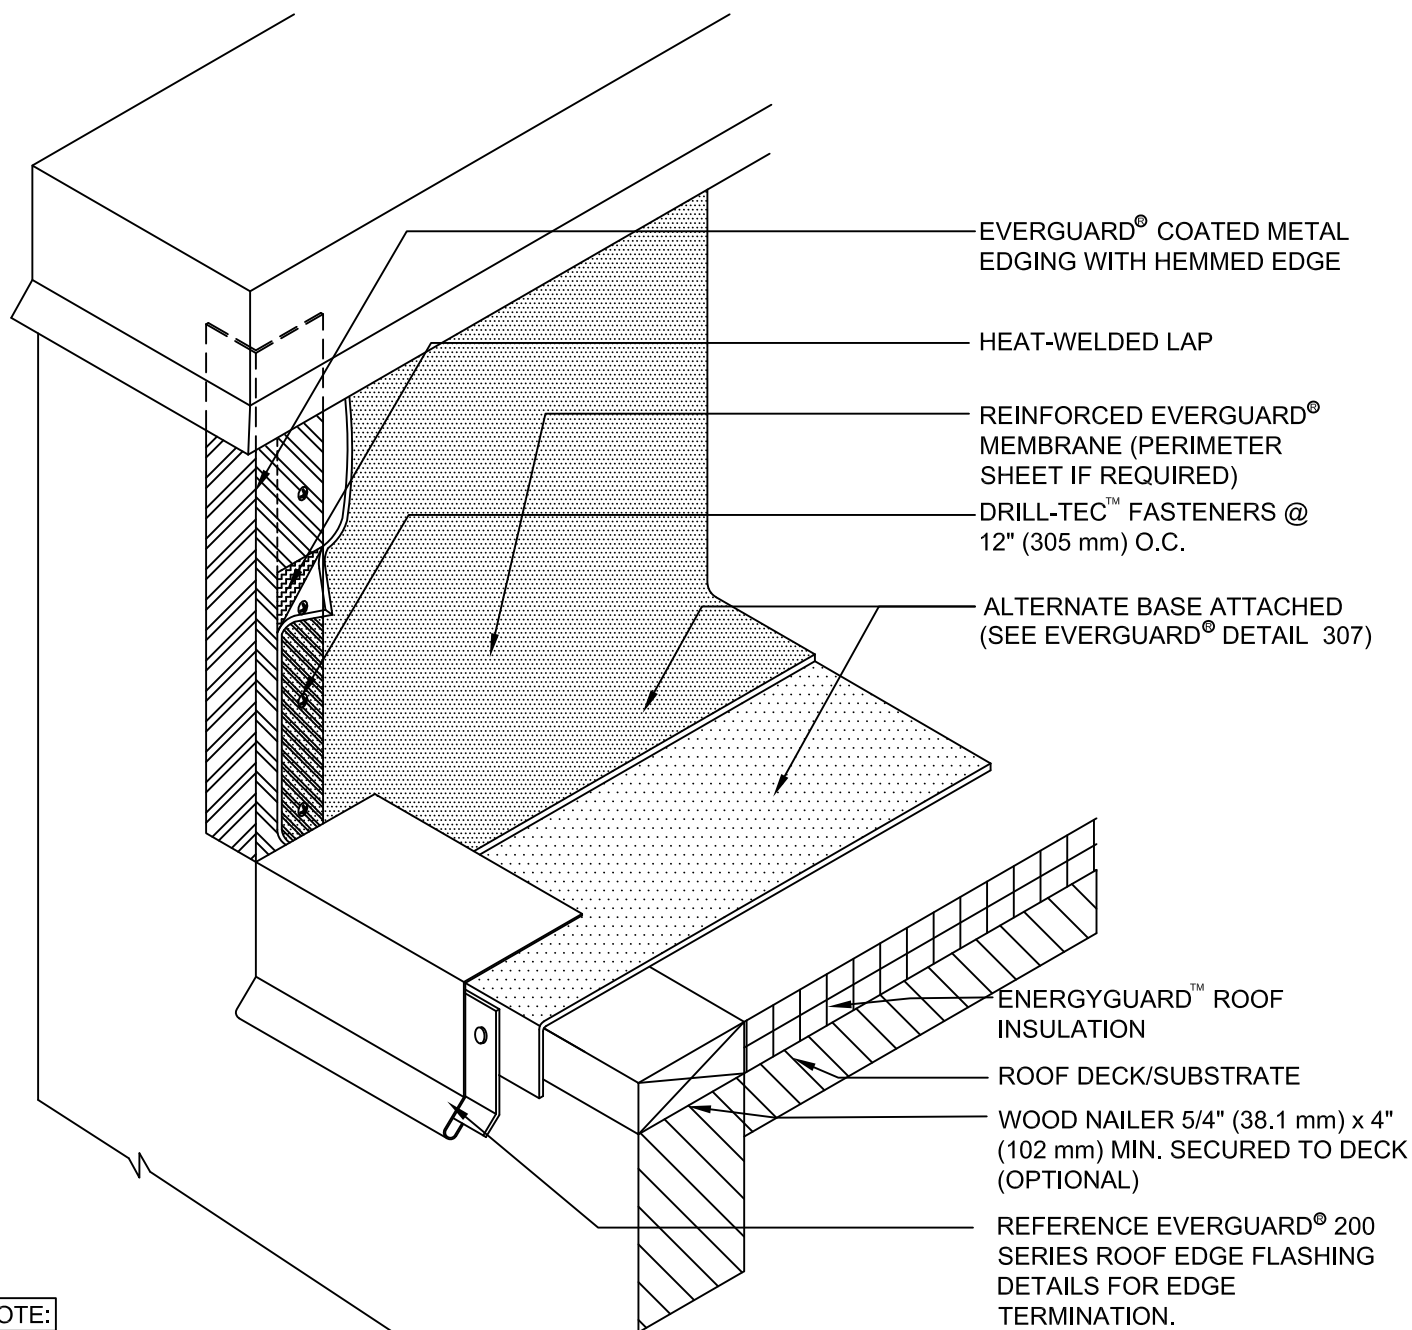 EVERGUARD® COATED METAL
EDGING WITH HEMMED EDGE
HEAT-WELDED LAP
REINFORCED EVERGUARD®
MEMBRANE (PERIMETER
SHEET IF REQUIRED)
DRILL-TEC™ FASTENERS @
12" (305 mm) O.C.
ALTERNATE BASE ATTACHED
(SEE EVERGUARD® DETAIL 307)
ENERGYGUARD™ ROOF
INSULATION
ROOF DECK/SUBSTRATE
WOOD NAILER 5/4" (38.1 mm) x 4"
(102 mm) MIN. SECURED TO DECK
(OPTIONAL)
REFERENCE EVERGUARD® 200
SERIES ROOF EDGE FLASHING
DETAILS FOR EDGE
TERMINATION.
OTE: